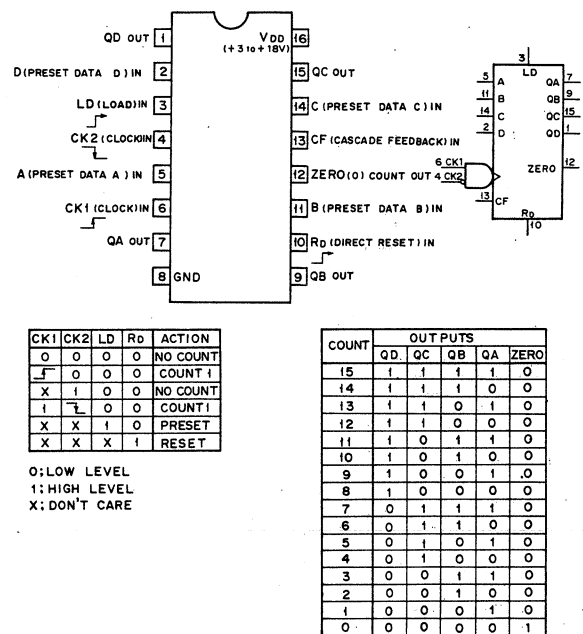 QD OUT 1
VDD 16
(+3 to +18V)
D(PRESET DATA D)IN 2
15 QC OUT
LD(LOAD)IN 3
14 C (PRESET DATA C)IN
CK2(CLOCK)IN 4
13 CF (CASCADE FEEDBACK)IN
A(PRESET DATA A)IN 5
12 ZERO(0) COUNT OUT
CK1(CLOCK)IN 6
11 B(PRESET DATA B)IN
QA OUT 7
10 RD (DIRECT RESET)IN
8 GND
9 QB OUT
3
LD
5 A QA 7
11 B QB 9
14 C QC 15
2 D QD 1
ZERO 12
6 CK1
4 CK2
13 CF
RD
10
CK1 CK2 LD RD ACTION
0 0 0 0 NO COUNT
0 0 0 COUNT 1
X 1 0 0 NO COUNT
1 0 0 COUNT1
X X 1 0 PRESET
X X X 1 RESET
0;LOW LEVEL
1;HIGH LEVEL
X;DON'T CARE
COUNT OUTPUTS
QD. QC QB QA ZERO
15 1 1 1 1 0
14 1 1 1 0 0
13 1 1 0 1 0
12 1 1 0 0 0
11 1 0 1 1 0
10 1 0 1 0 0
9 1 0 0 1 0
8 1 0 0 0 0
7 0 1 1 1 0
6 0 1 1 0 0
5 0 1 0 1 0
4 0 1 0 0 0
3 0 0 1 1 0
2 0 0 1 0 0
1 0 0 0 1 0
0 0 0 0 0 1